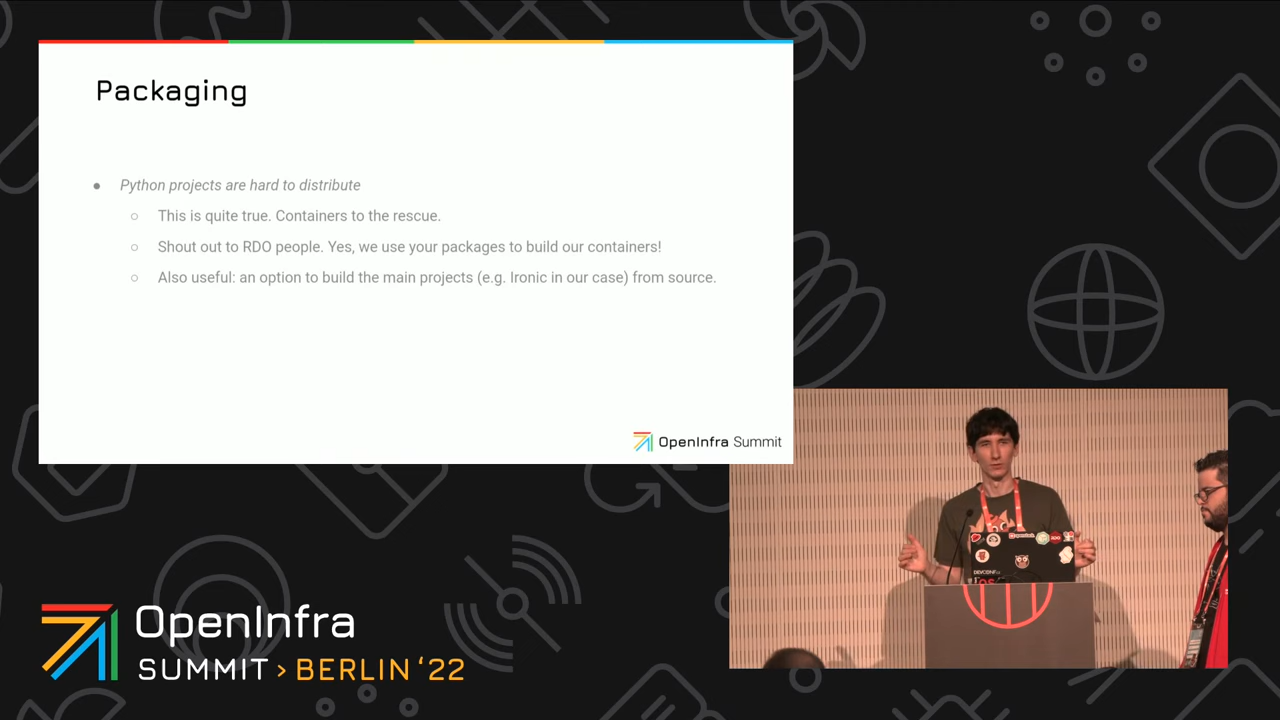 Packaging
● Python projects are hard to distribute
○ This is quite true. Containers to the rescue.
○ Shout out to RDO people. Yes, we use your packages to build our containers!
○ Also useful: an option to build the main projects (e.g. Ironic in our case) from source.
OpenInfra Summit
OpenInfra
SUMMIT > BERLIN ‘22